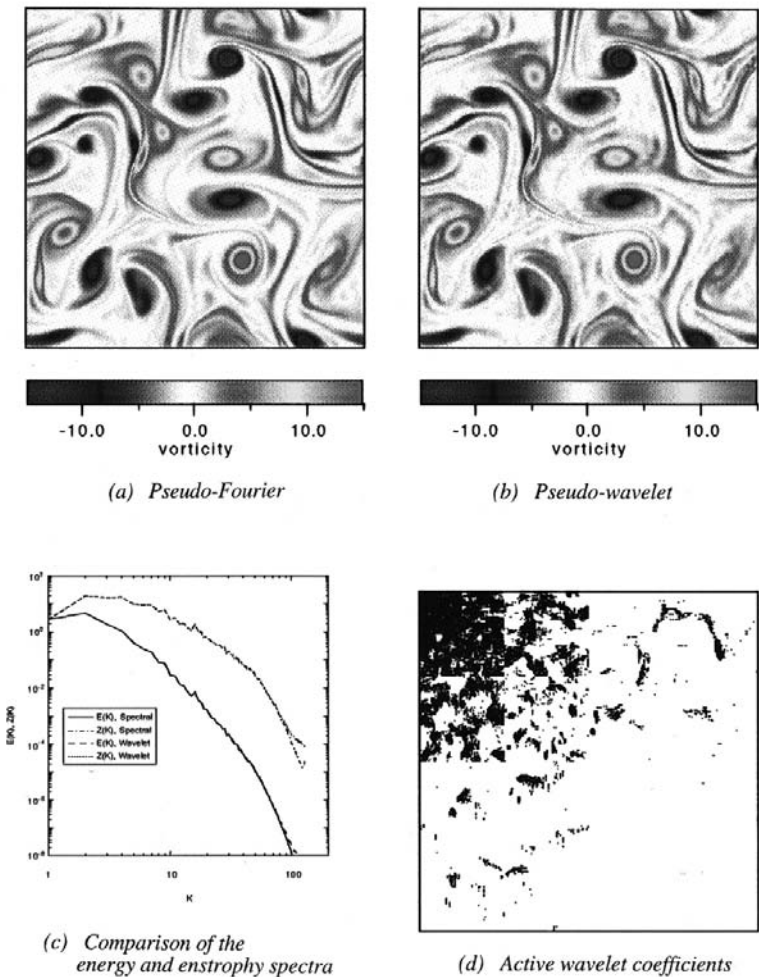 -10.0 0.0 10.0
vorticity
-10.0 0.0 10.0
vorticity
(a) Pseudo-Fourier
(b) Pseudo-wavelet
E(K), Z(K)
E(K), Spectral
Z(K), Spectral
E(K), Wavelet
Z(K), Wavelet
1 10 100
K
(c) Comparison of the
energy and enstrophy spectra
(d) Active wavelet coefficients